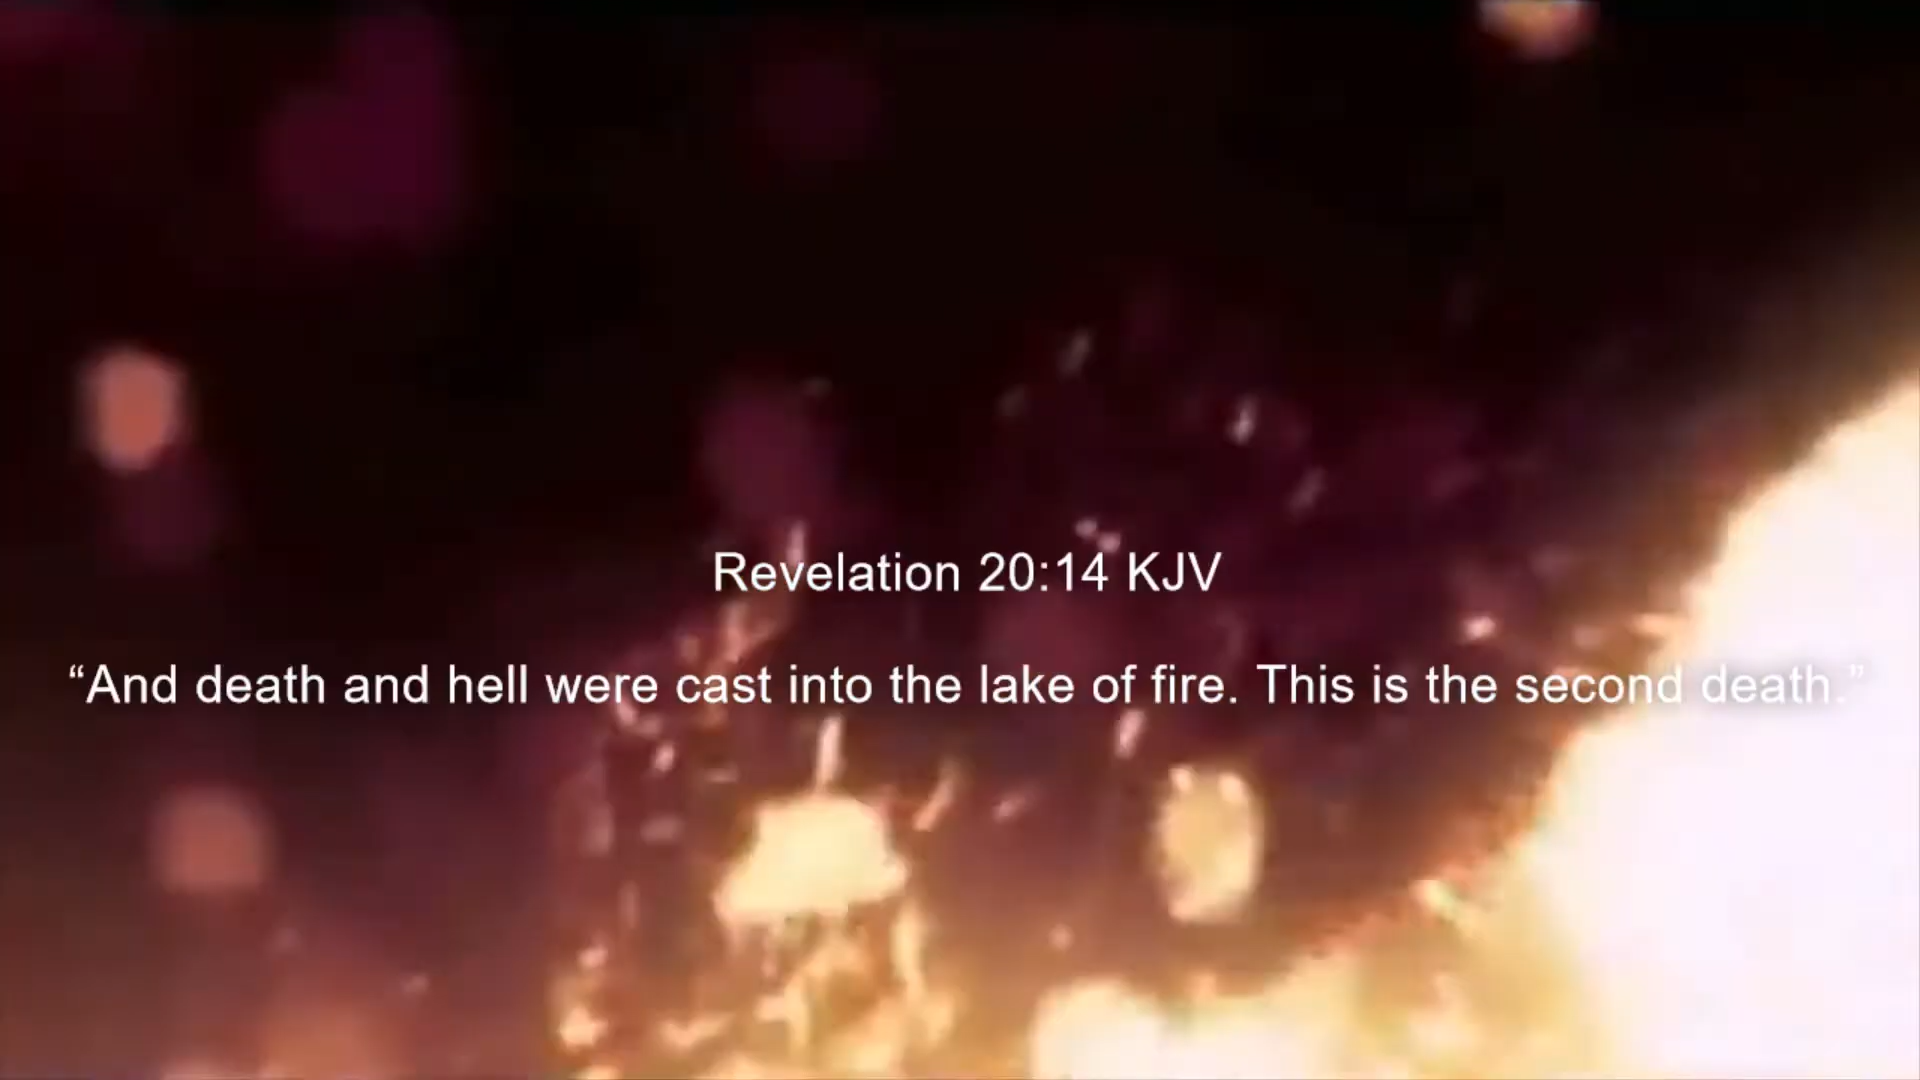 Revelation 20:14 KJV
“And death and hell were cast into the lake of fire. This is the second death.”